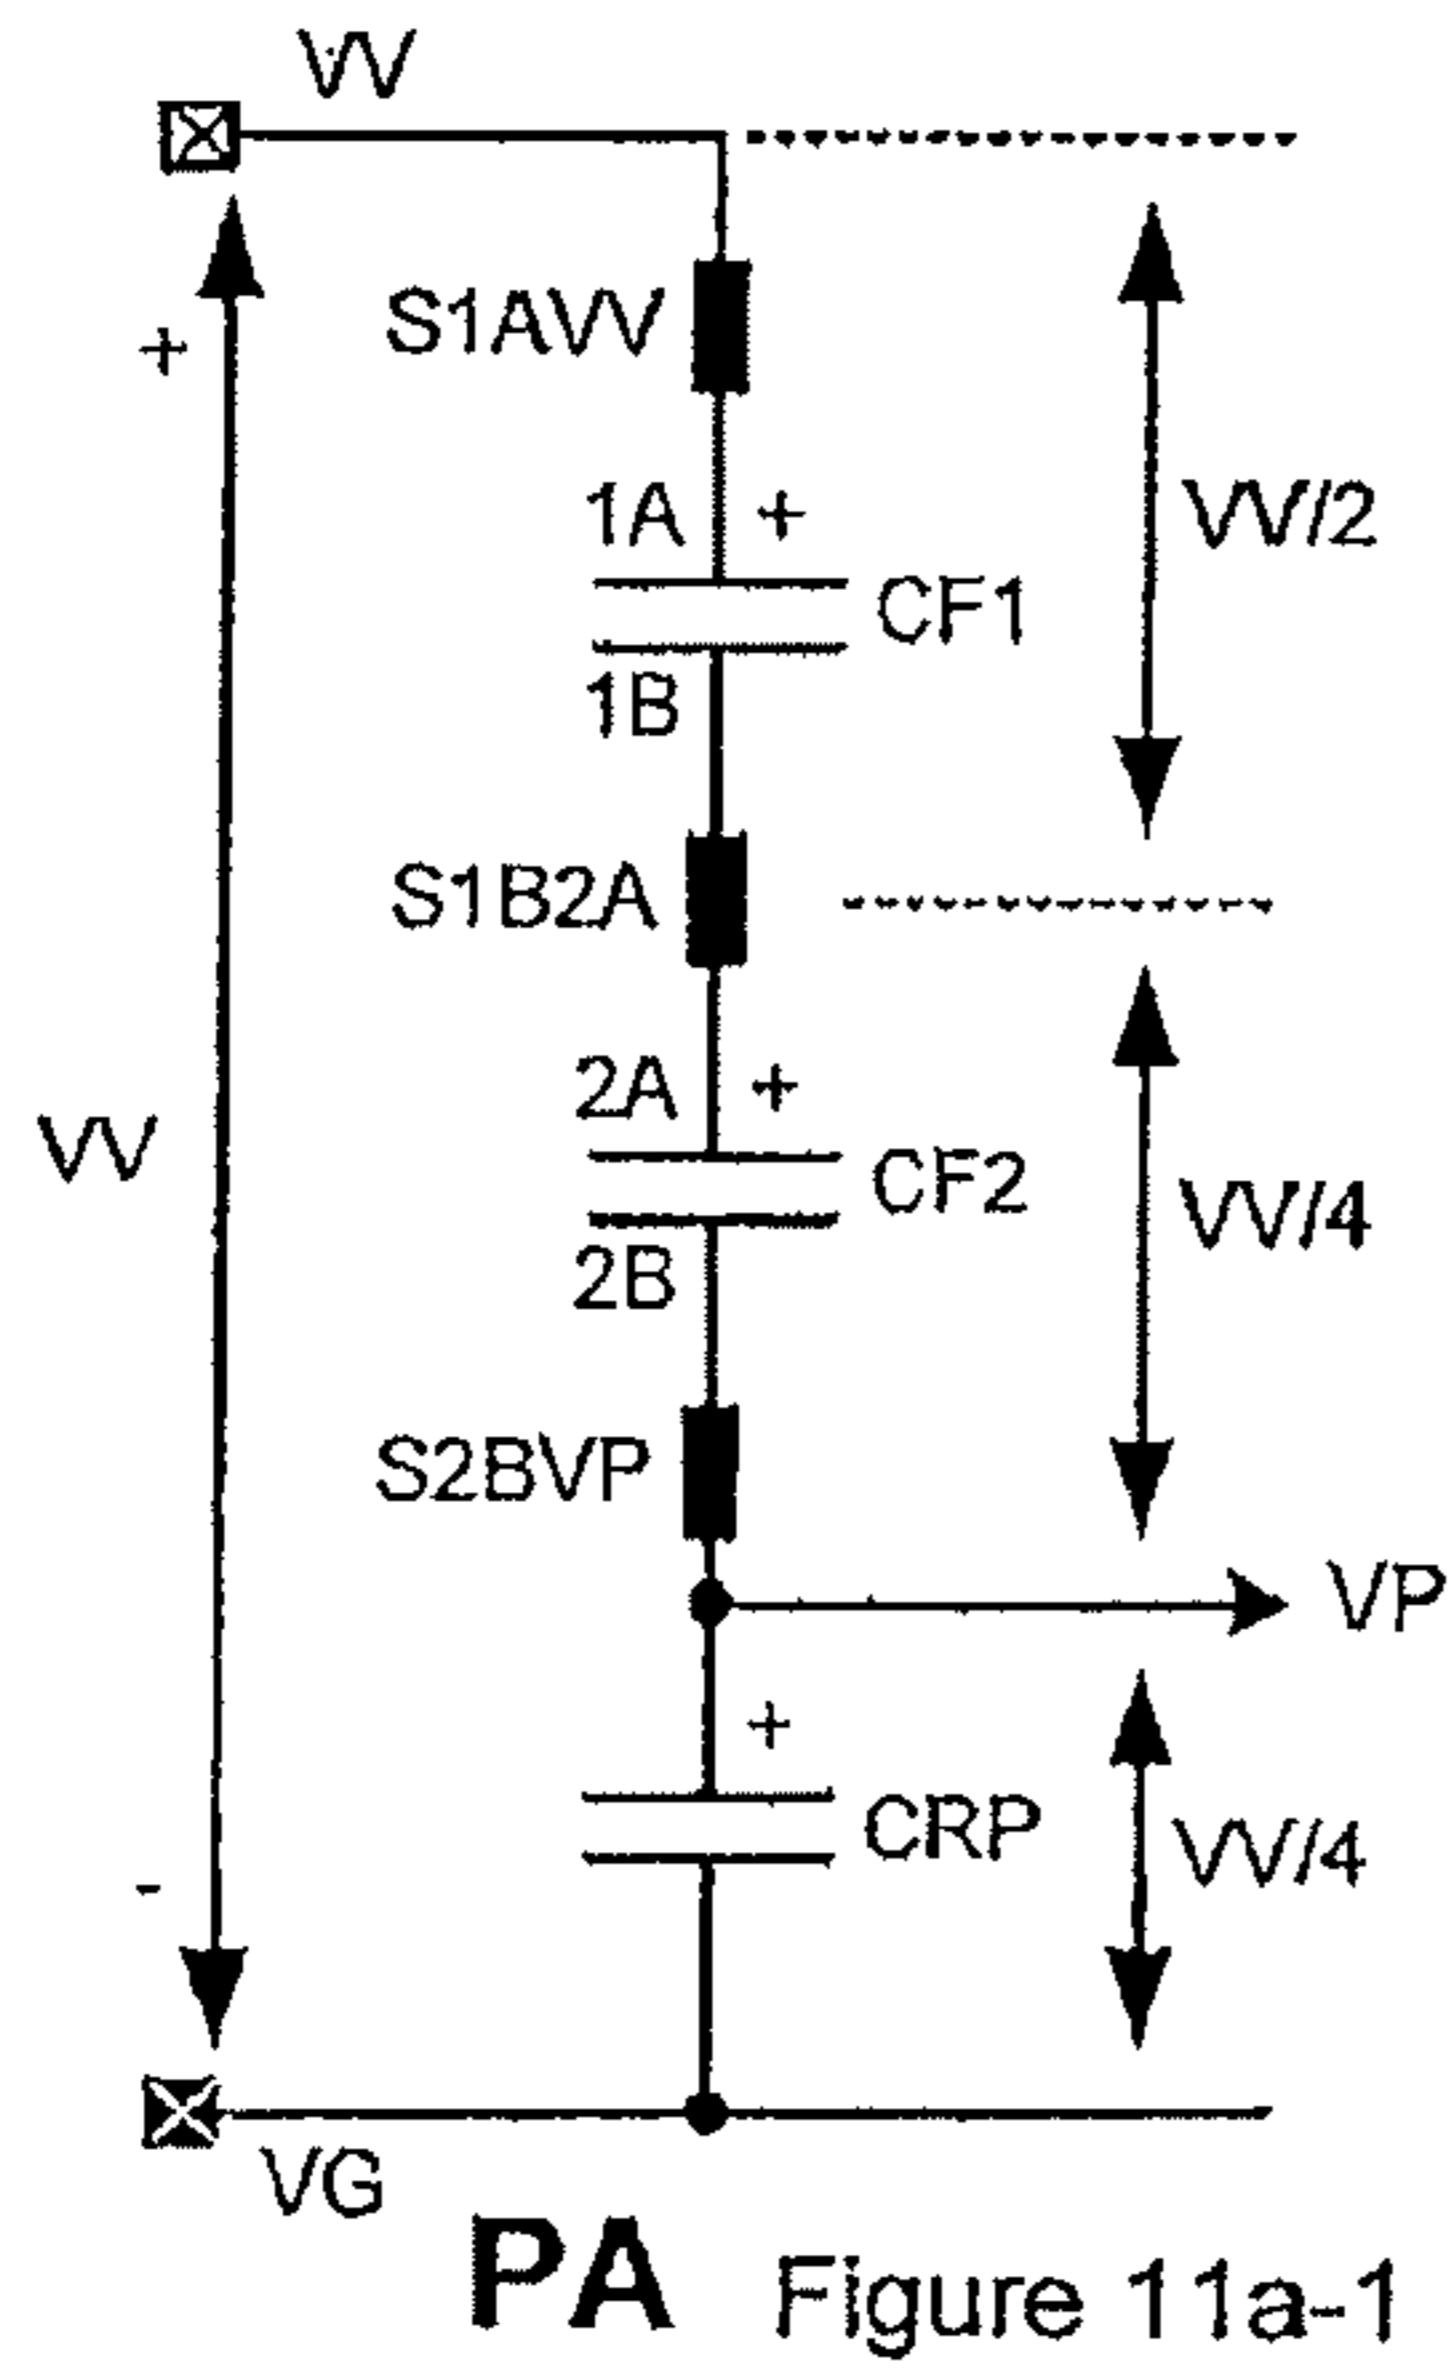 VV
S1AVV
+
1A +
CF1
VV/2
1B
S1B2A
2A +
VV
CF2
VV/4
2B
S2BVP
VP
+
CRP
VV/4
-
VG
PA Figure 11a-1